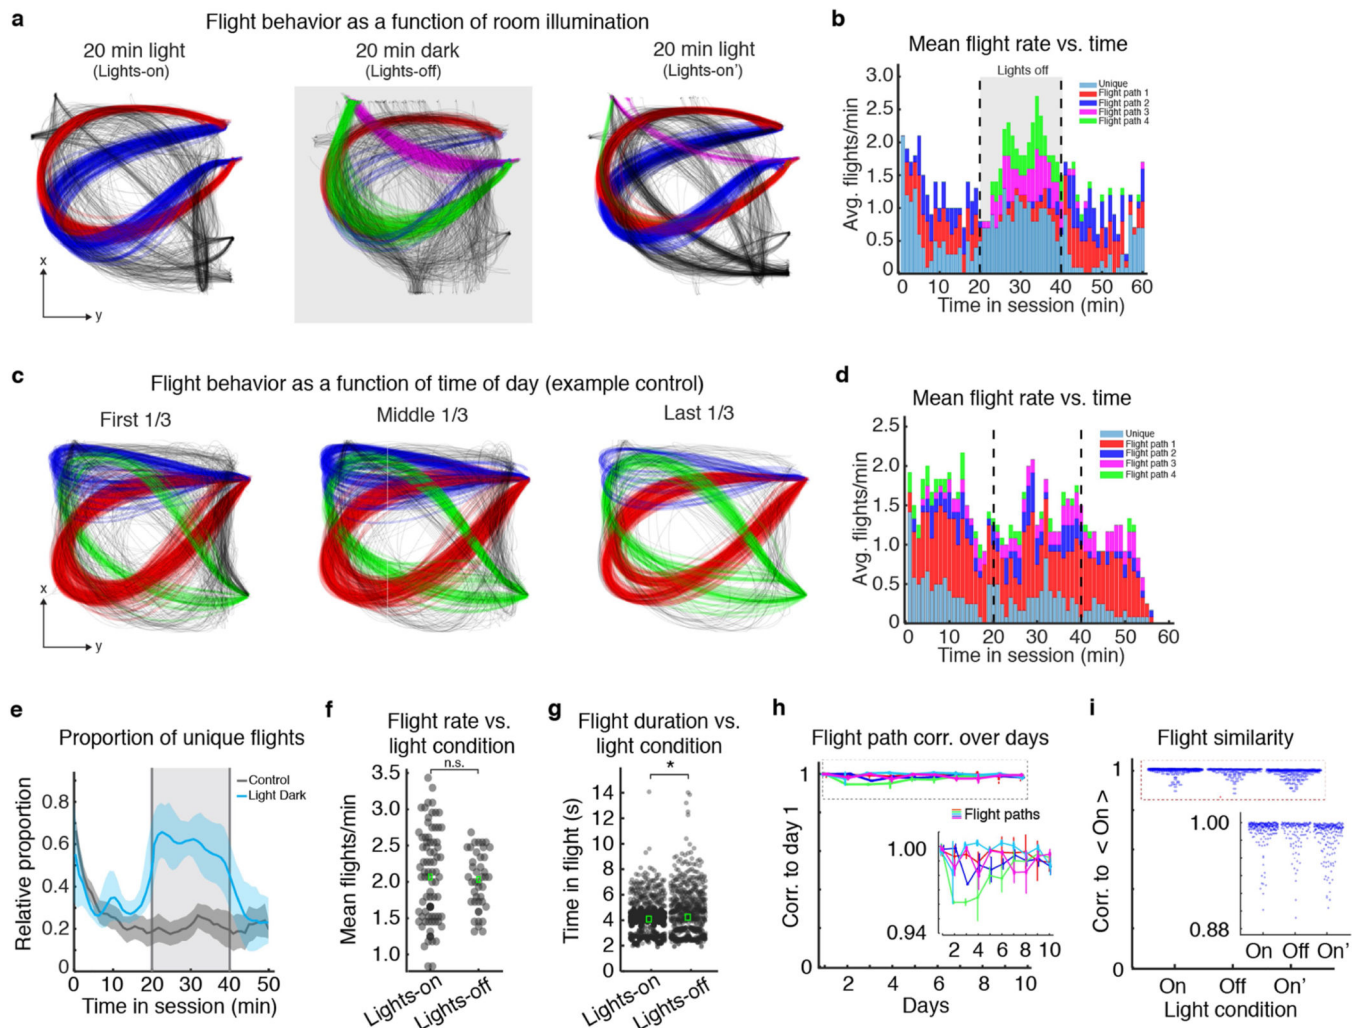 a
Flight behavior as a function of room illumination
20 min light
(Lights-on)
20 min dark
(Lights-off)
20 min light
(Lights-on')
x
y
b
Mean flight rate vs. time
Lights off
Unique
Flight path 1
Flight path 2
Flight path 3
Flight path 4
Avg. flights/min
3.0
2.5
2.0
1.5
1.0
0.5
0
0 10 20 30 40 50 60
Time in session (min)
c
Flight behavior as a function of time of day (example control)
First 1/3
Middle 1/3
Last 1/3
x
y
d
Mean flight rate vs. time
Unique
Flight path 1
Flight path 2
Flight path 3
Flight path 4
Avg. flights/min
2.5
2.0
1.5
1.0
0.5
0
0 10 20 30 40 50 60
Time in session (min)
e
Proportion of unique flights
Control
Light Dark
Relative proportion
0.8
0.6
0.4
0.2
0
0 10 20 30 40 50
Time in session (min)
f
Flight rate vs.
light condition
n.s.
Mean flights/min
3.5
3.0
2.5
2.0
1.5
1.0
Lights-on
Lights-off
g
Flight duration vs.
light condition
*
Time in flight (s)
14
12
10
8
6
4
2
0
Lights-on
Lights-off
h
Flight path corr. over days
Corr. to day 1
1
0
Flight paths
1.00
0.94
2 4 6 8 10
2 4 6 8 10
Days
i
Flight similarity
Corr. to < On >
1
0
1.00
0.88
On Off On'
On Off On'
Light condition